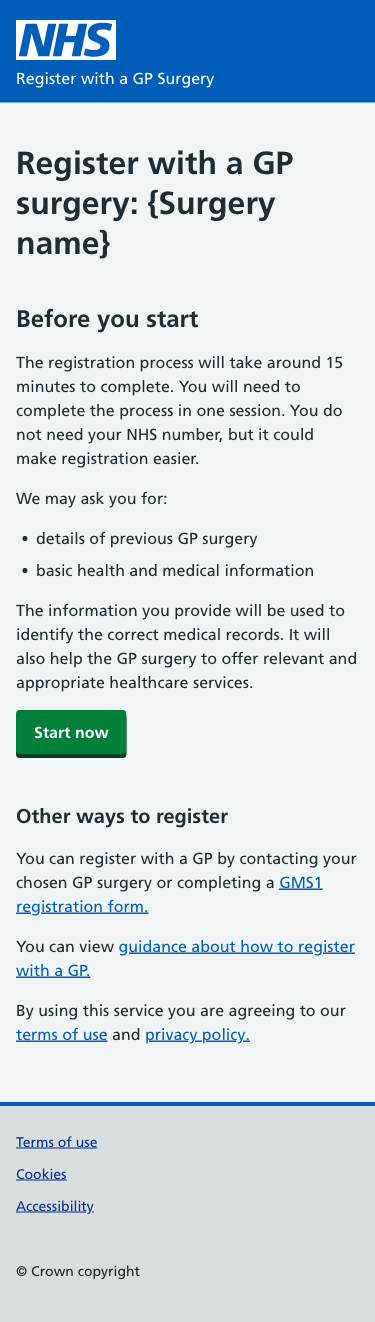 NHS
Register with a GP Surgery
Register with a GP
surgery: {Surgery
name}
Before you start
The registration process will take around 15
minutes to complete. You will need to
complete the process in one session. You do
not need your NHS number, but it could
make registration easier.
We may ask you for:
• details of previous GP surgery
• basic health and medical information
The information you provide will be used to
identify the correct medical records. It will
also help the GP surgery to offer relevant and
appropriate healthcare services.
Start now
Other ways to register
You can register with a GP by contacting your
chosen GP surgery or completing a GMS1
registration form.
You can view guidance about how to register
with a GP.
By using this service you are agreeing to our
terms of use and privacy policy.
Terms of use
Cookies
Accessibility
© Crown copyright